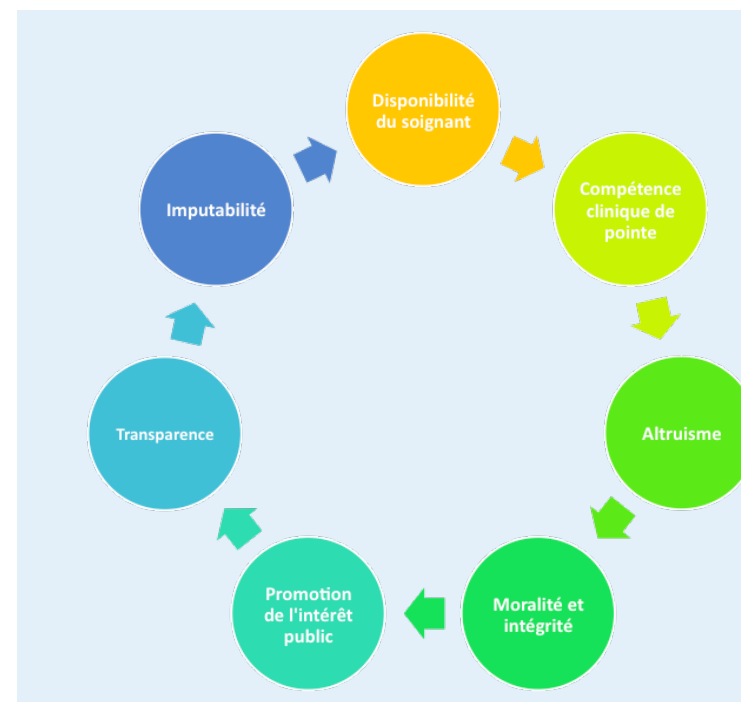 Disponibilité
du soignant
Compétence
clinique de
pointe
Altruisme
Moralité et
intégrité
Promotion
de l'intérêt
public
Transparence
Imputabilité